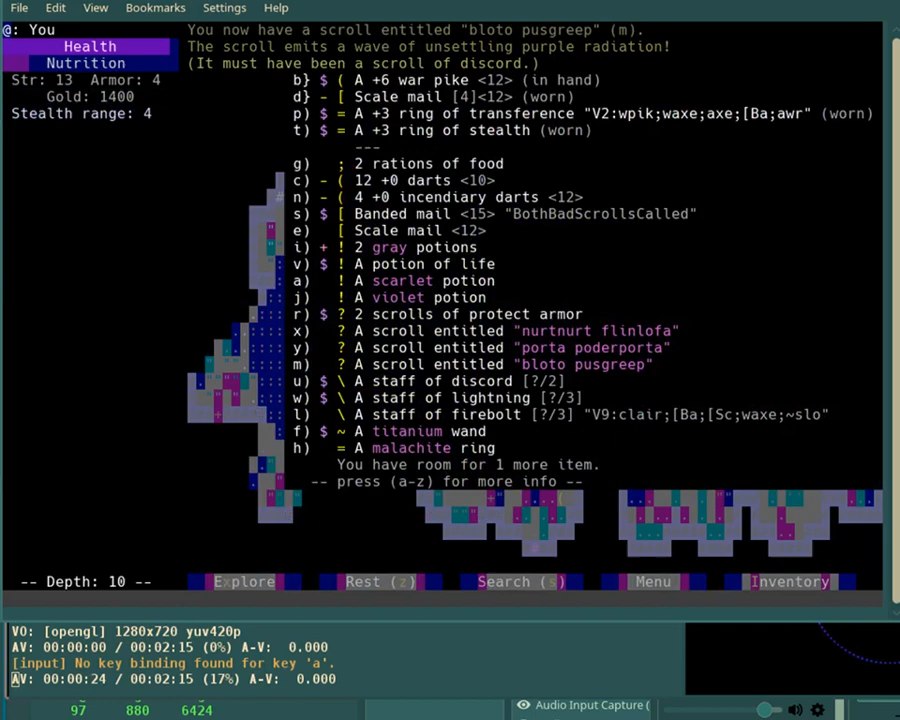 File Edit View Bookmarks Settings Help
@: You
Health
Nutrition
Str: 13 Armor: 4
Gold: 1400
Stealth range: 4
You now have a scroll entitled "bloto pusgreep" (m).
The scroll emits a wave of unsettling purple radiation!
(It must have been a scroll of discord.)
b} $ ( A +6 war pike <12> (in hand)
d} - [ Scale mail [4]<12> (worn)
p) $ = A +3 ring of transference "V2:wpik;waxe;axe;[Ba;awr" (worn)
t) $ = A +3 ring of stealth (worn)
---
g) ; 2 rations of food
c) - ( 12 +0 darts <10>
n) - ( 4 +0 incendiary darts <12>
s) $ [ Banded mail <15> "BothBadScrollsCalled"
e) [ Scale mail <12>
i) + ! 2 gray potions
v) $ ! A potion of life
a) ! A scarlet potion
j) ! A violet potion
r) $ ? 2 scrolls of protect armor
x) ? A scroll entitled "nurtnurt flinlofa"
y) ? A scroll entitled "porta poderporta"
m) ? A scroll entitled "bloto pusgreep"
u) $ \ A staff of discord [?/2]
w) $ \ A staff of lightning [?/3]
l) \ A staff of firebolt [?/3] "V9:clair;[Ba;[Sc;waxe;~slo"
f) $ ~ A titanium wand
h) = A malachite ring
You have room for 1 more item.
-- press (a-z) for more info --
-- Depth: 10 -- Explore Rest (z) Search (s) Menu Inventory
VO: [opengl] 1280x720 yuv420p
AV: 00:00:00 / 00:02:15 (0%) A-V: 0.000
[input] No key binding found for key 'a'.
AV: 00:00:24 / 00:02:15 (17%) A-V: 0.000
97 880 6424
Audio Input Capture (